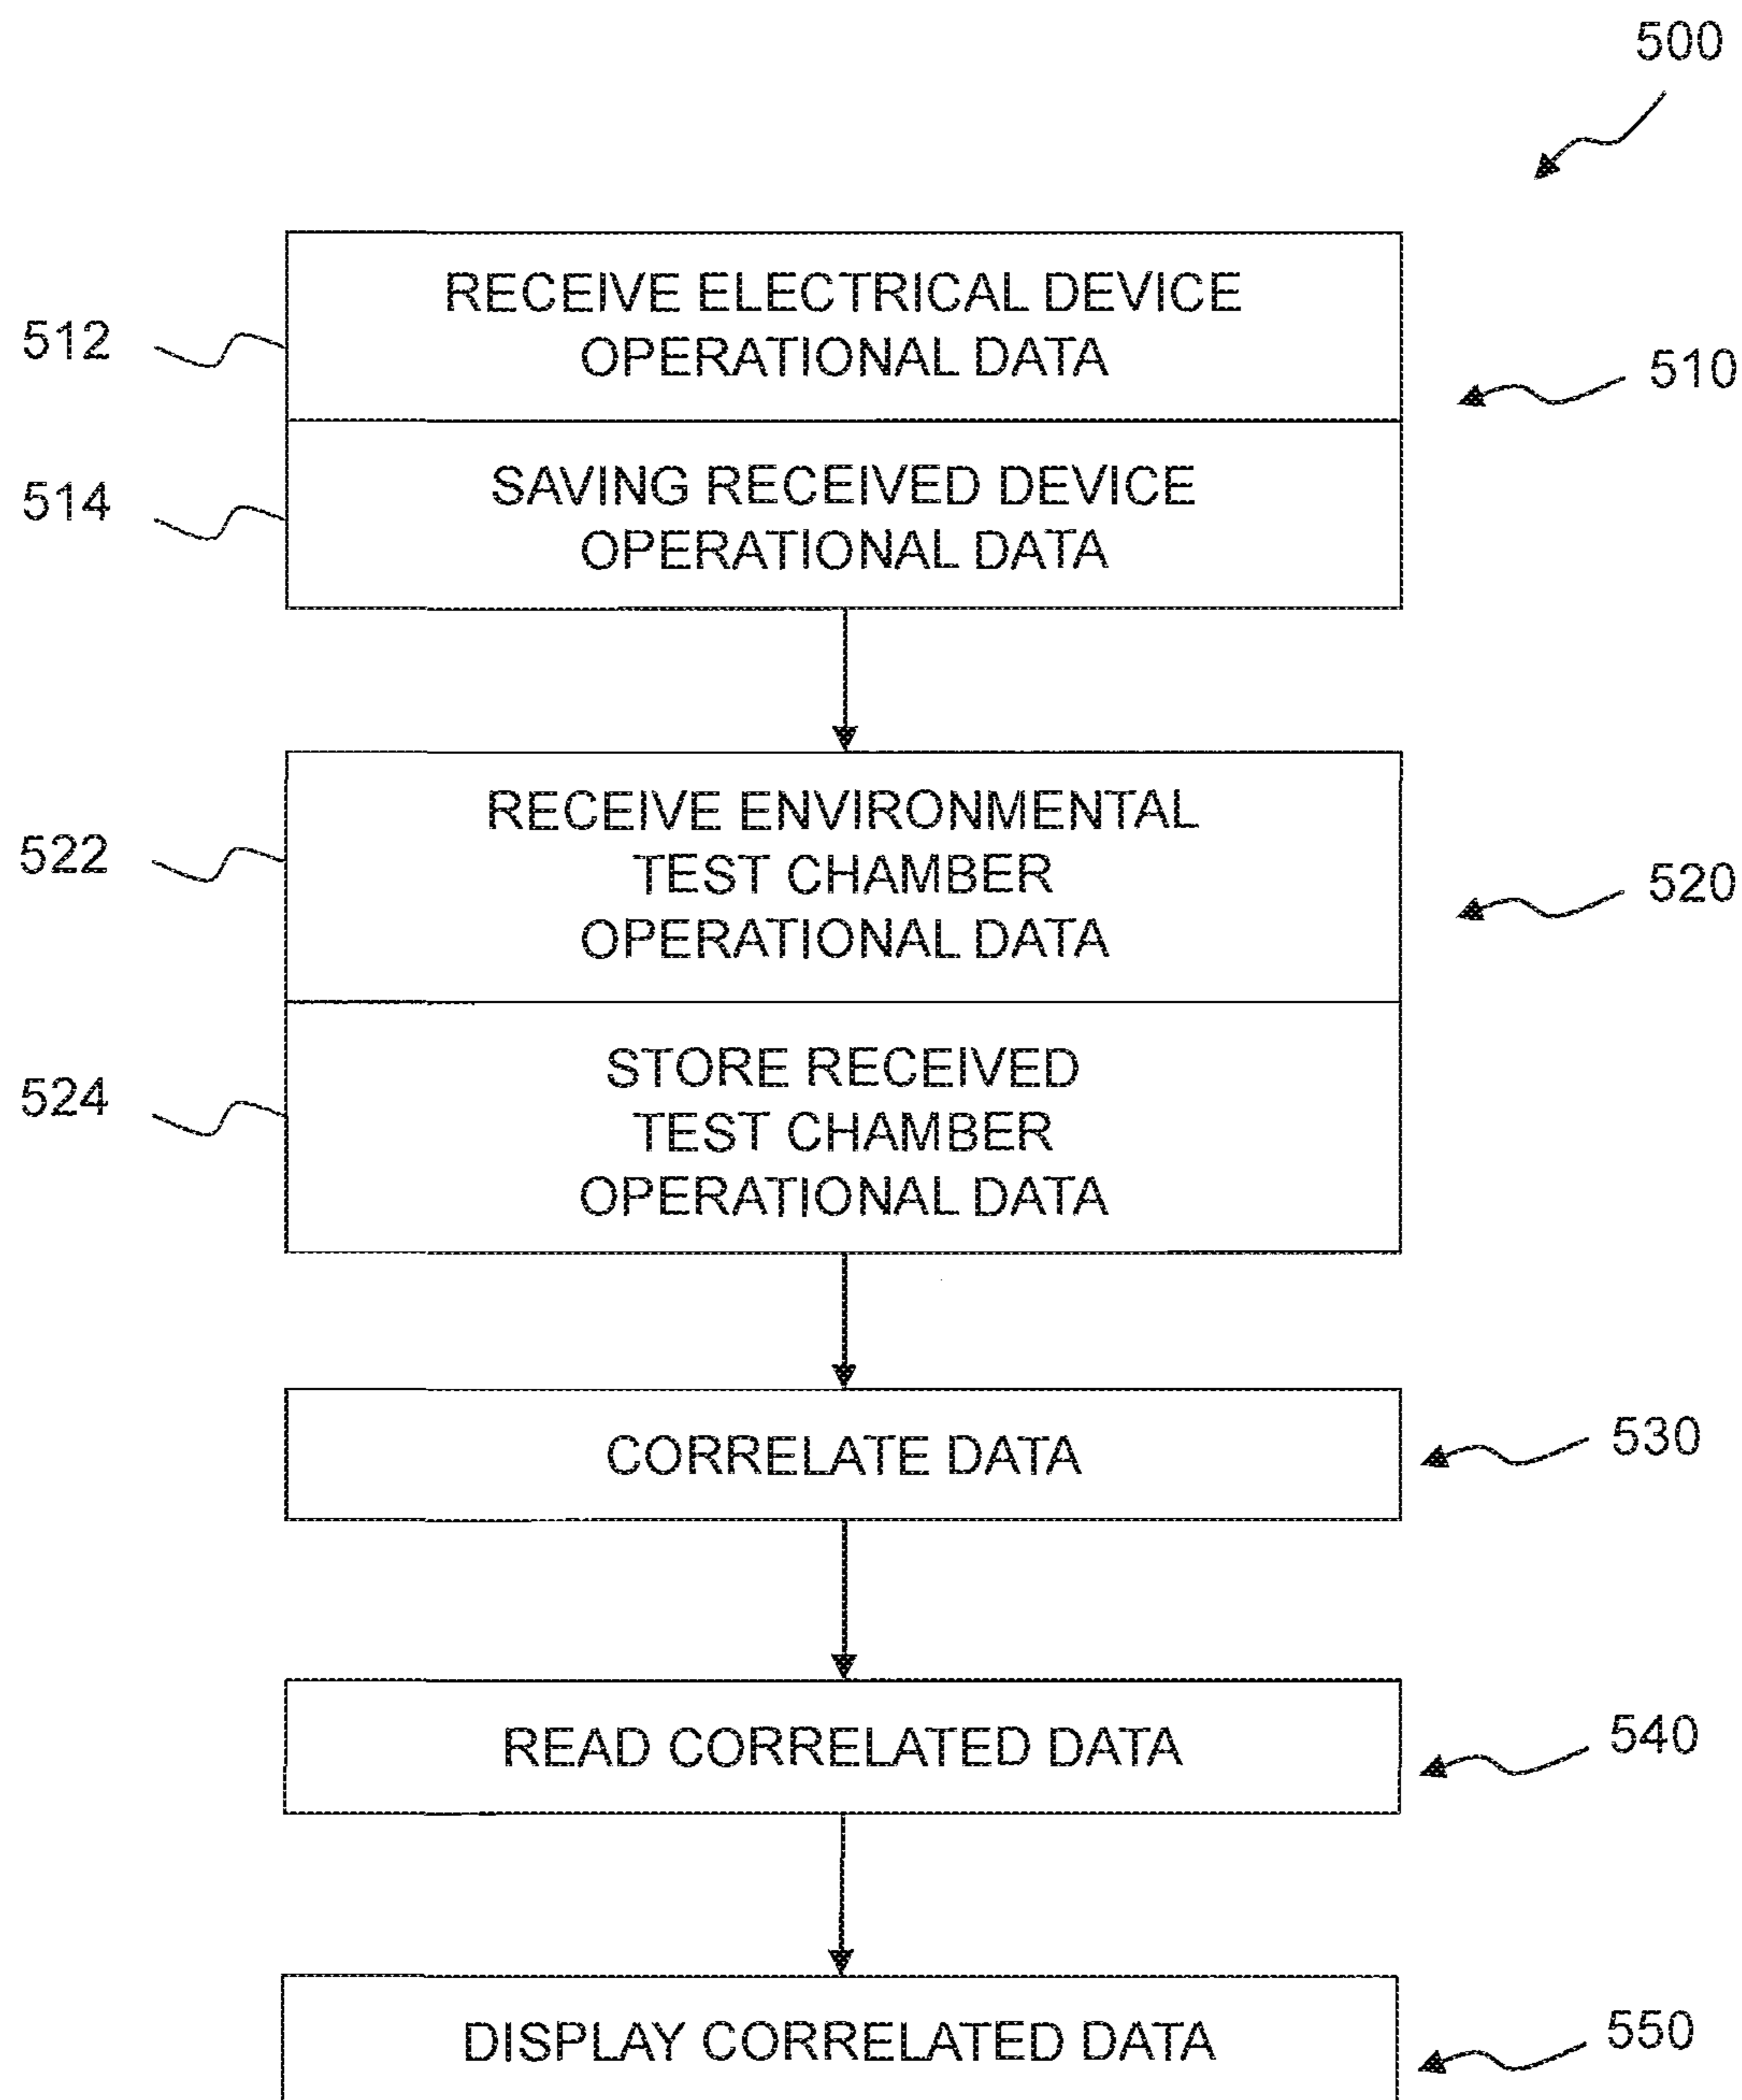 500
RECEIVE ELECTRICAL DEVICE
OPERATIONAL DATA
512
510
SAVING RECEIVED DEVICE
OPERATIONAL DATA
514
RECEIVE ENVIRONMENTAL
TEST CHAMBER
OPERATIONAL DATA
522
520
STORE RECEIVED
TEST CHAMBER
OPERATIONAL DATA
524
CORRELATE DATA
530
READ CORRELATED DATA
540
DISPLAY CORRELATED DATA
550